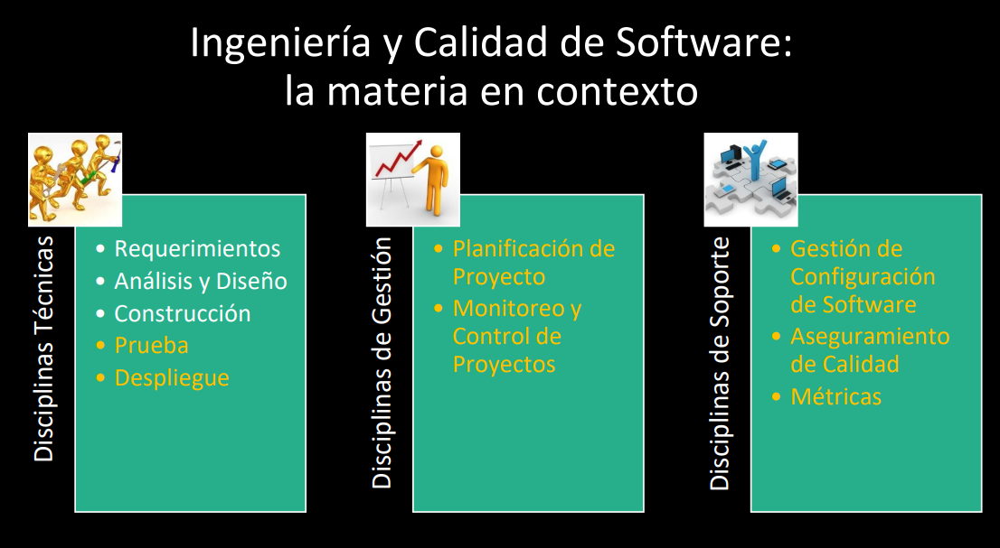 Ingeniería y Calidad de Software:
la materia en contexto
Disciplinas Técnicas
• Requerimientos
• Análisis y Diseño
• Construcción
• Prueba
• Despliegue
Disciplinas de Gestión
• Planificación de
Proyecto
• Monitoreo y
Control de
Proyectos
Disciplinas de Soporte
• Gestión de
Configuración
de Software
• Aseguramiento
de Calidad
• Métricas